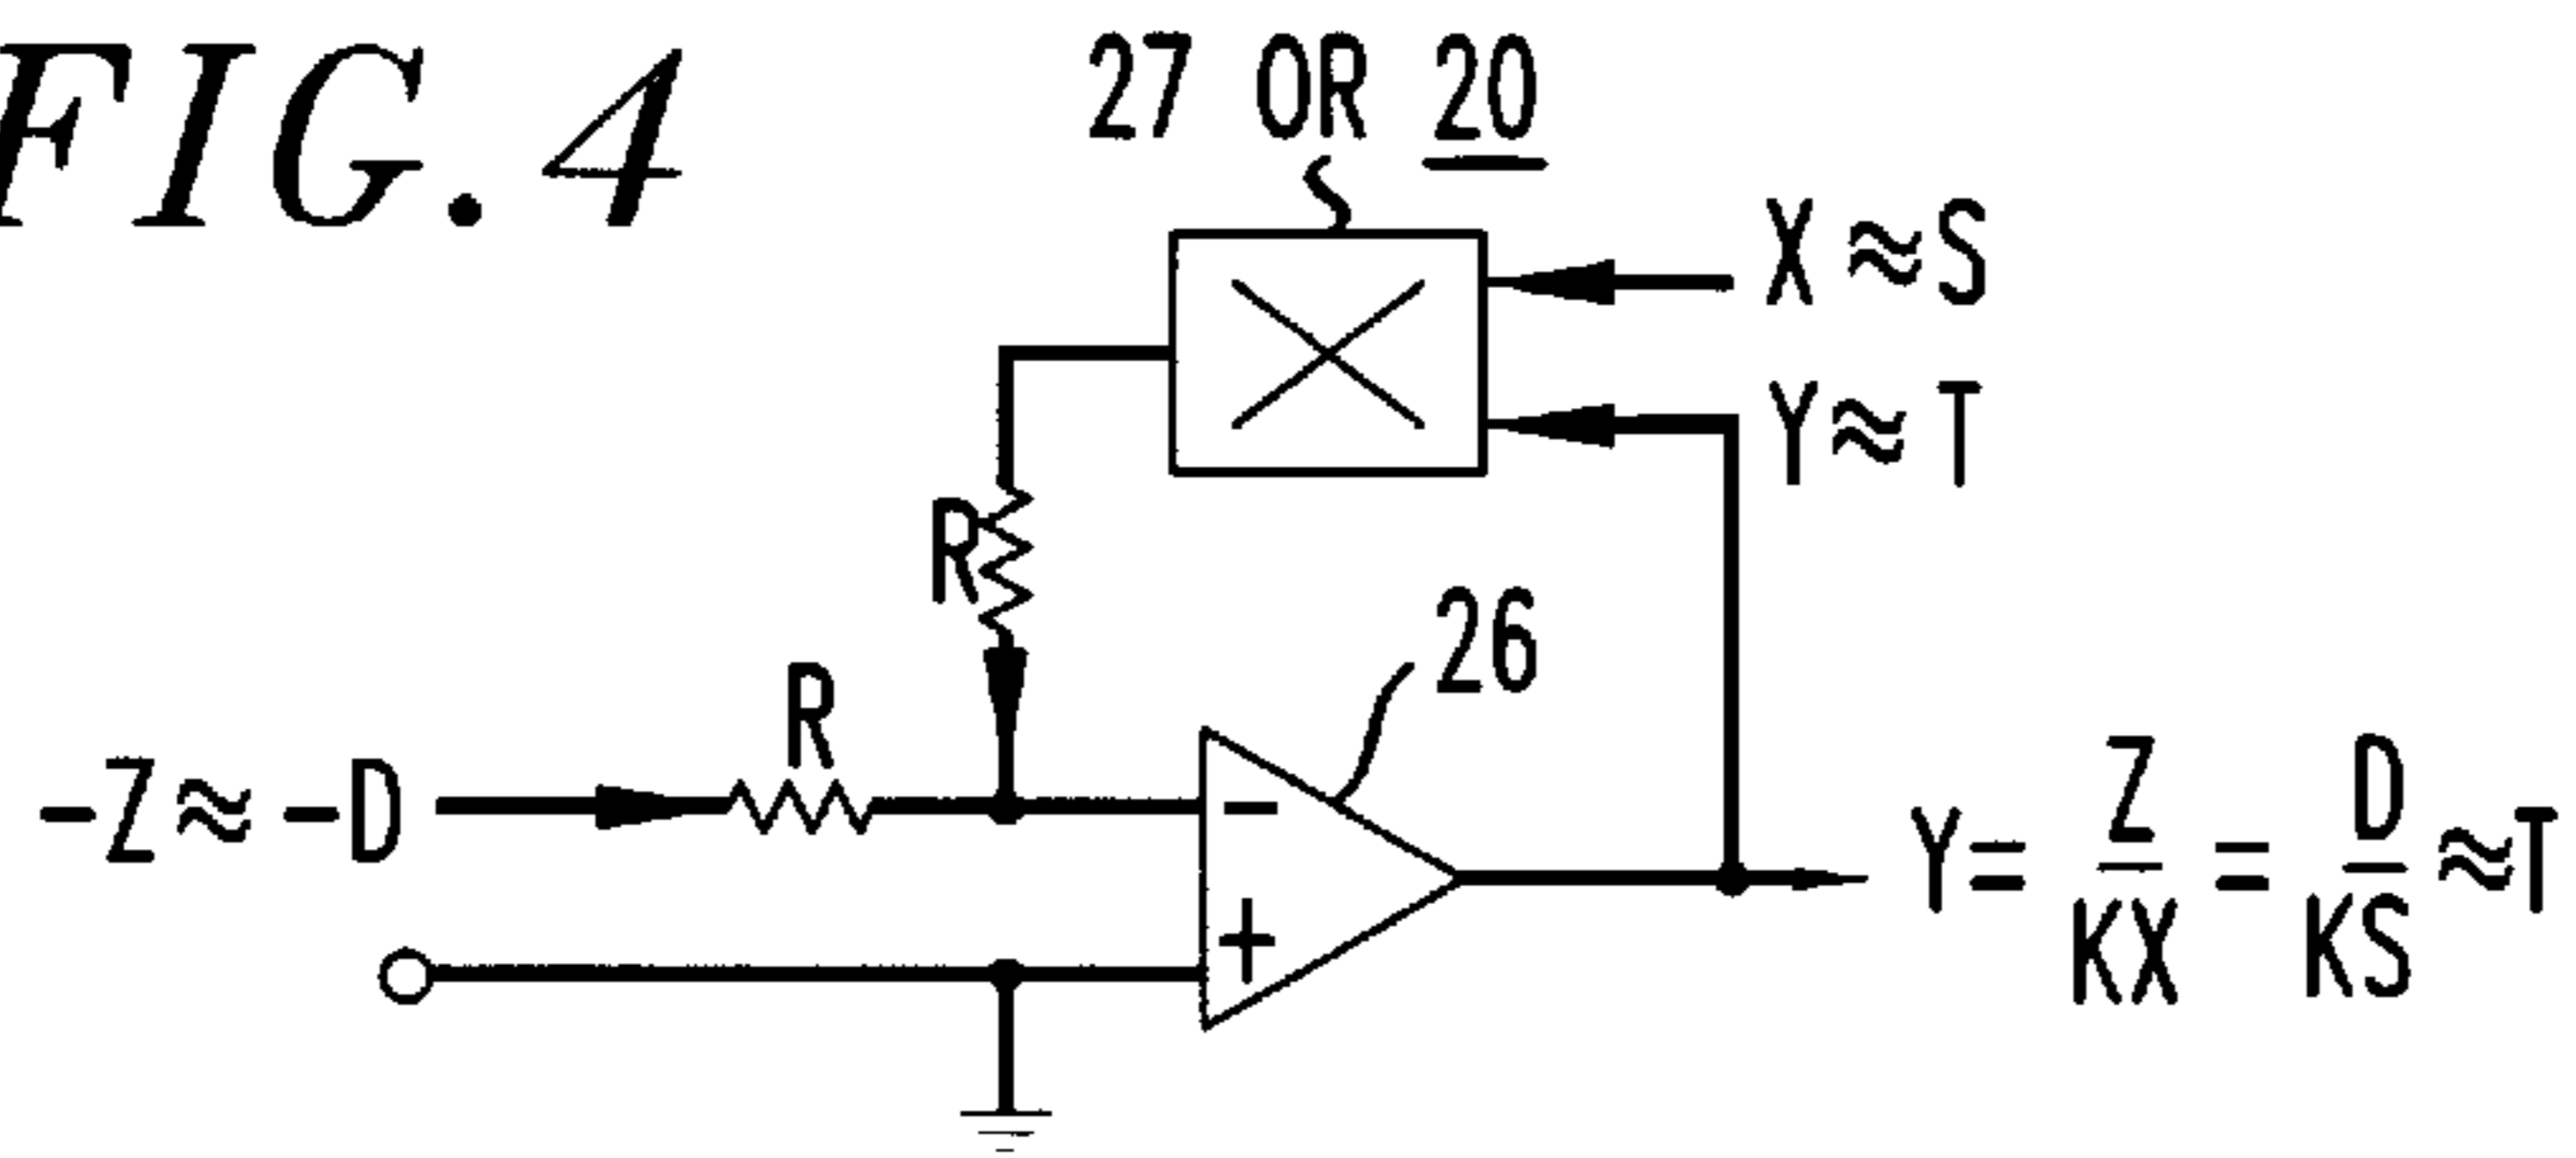 FIG. 4
27 OR 20
X ≈ S
Y ≈ T
R
26
R
-Z ≈ -D
-
+
Y = Z/KX = D/KS ≈ T